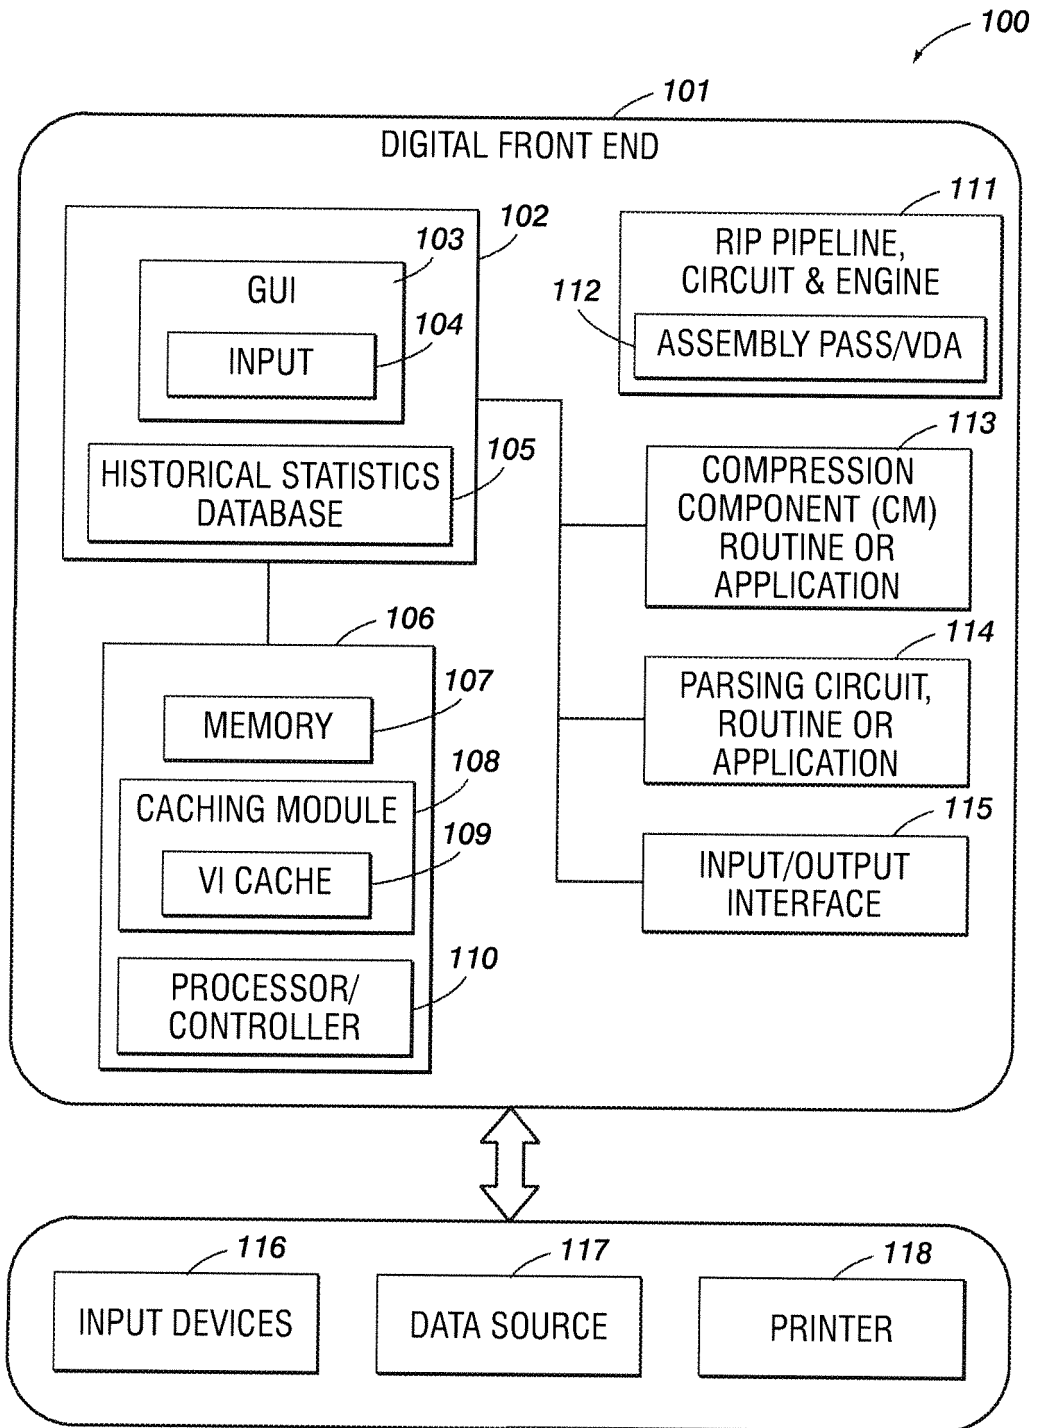 100
101
DIGITAL FRONT END
102
103
GUI
104
INPUT
105
HISTORICAL STATISTICS
DATABASE
106
107
MEMORY
108
CACHING MODULE
109
VI CACHE
110
PROCESSOR/
CONTROLLER
111
RIP PIPELINE,
CIRCUIT & ENGINE
112
ASSEMBLY PASS/VDA
113
COMPRESSION
COMPONENT (CM)
ROUTINE OR
APPLICATION
114
PARSING CIRCUIT,
ROUTINE OR
APPLICATION
115
INPUT/OUTPUT
INTERFACE
116
INPUT DEVICES
117
DATA SOURCE
118
PRINTER